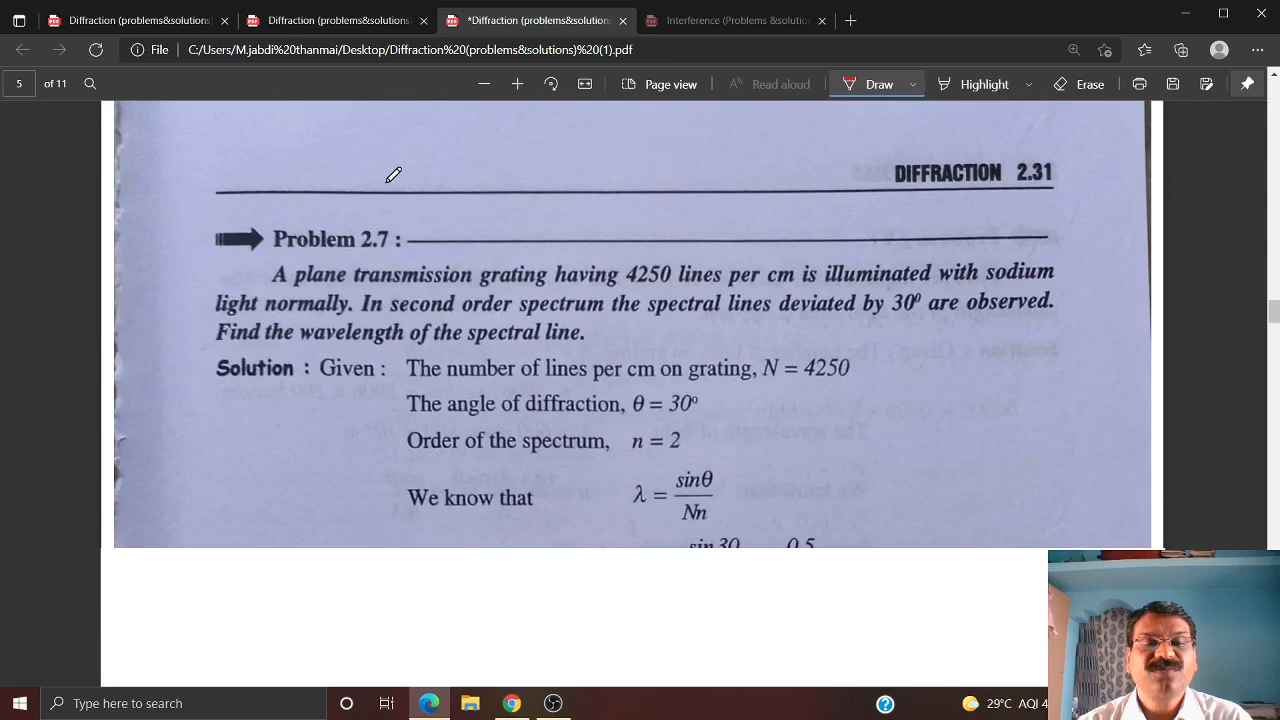 Diffraction (problems&solutions)
Diffraction (problems&solutions)
*Diffraction (problems&solutions
Interference (Problems &solution
File
C:/Users/M.jabdi%20thanmai/Desktop/Diffraction%20(problems&solutions)%20(1).pdf
5 of 11
Page view
Read aloud
Draw
Highlight
Erase
DIFFRACTION 2.31
Problem 2.7 :
A plane transmission grating having 4250 lines per cm is illuminated with sodium
light normally. In second order spectrum the spectral lines deviated by 30⁰ are observed.
Find the wavelength of the spectral line.
Solution : Given : The number of lines per cm on grating, N = 4250
The angle of diffraction, θ = 30°
Order of the spectrum, n = 2
We know that λ = sinθ / Nn
sin 30 0.5
Type here to search
29°C AQI 4